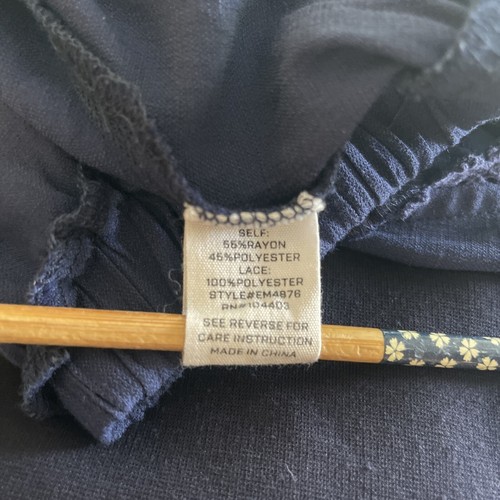 SELF:
55%RAYON
45%POLYESTER
LACE:
100%POLYESTER
STYLE#EM4876
RN#104403
SEE REVERSE FOR
CARE INSTRUCTION
MADE IN CHINA